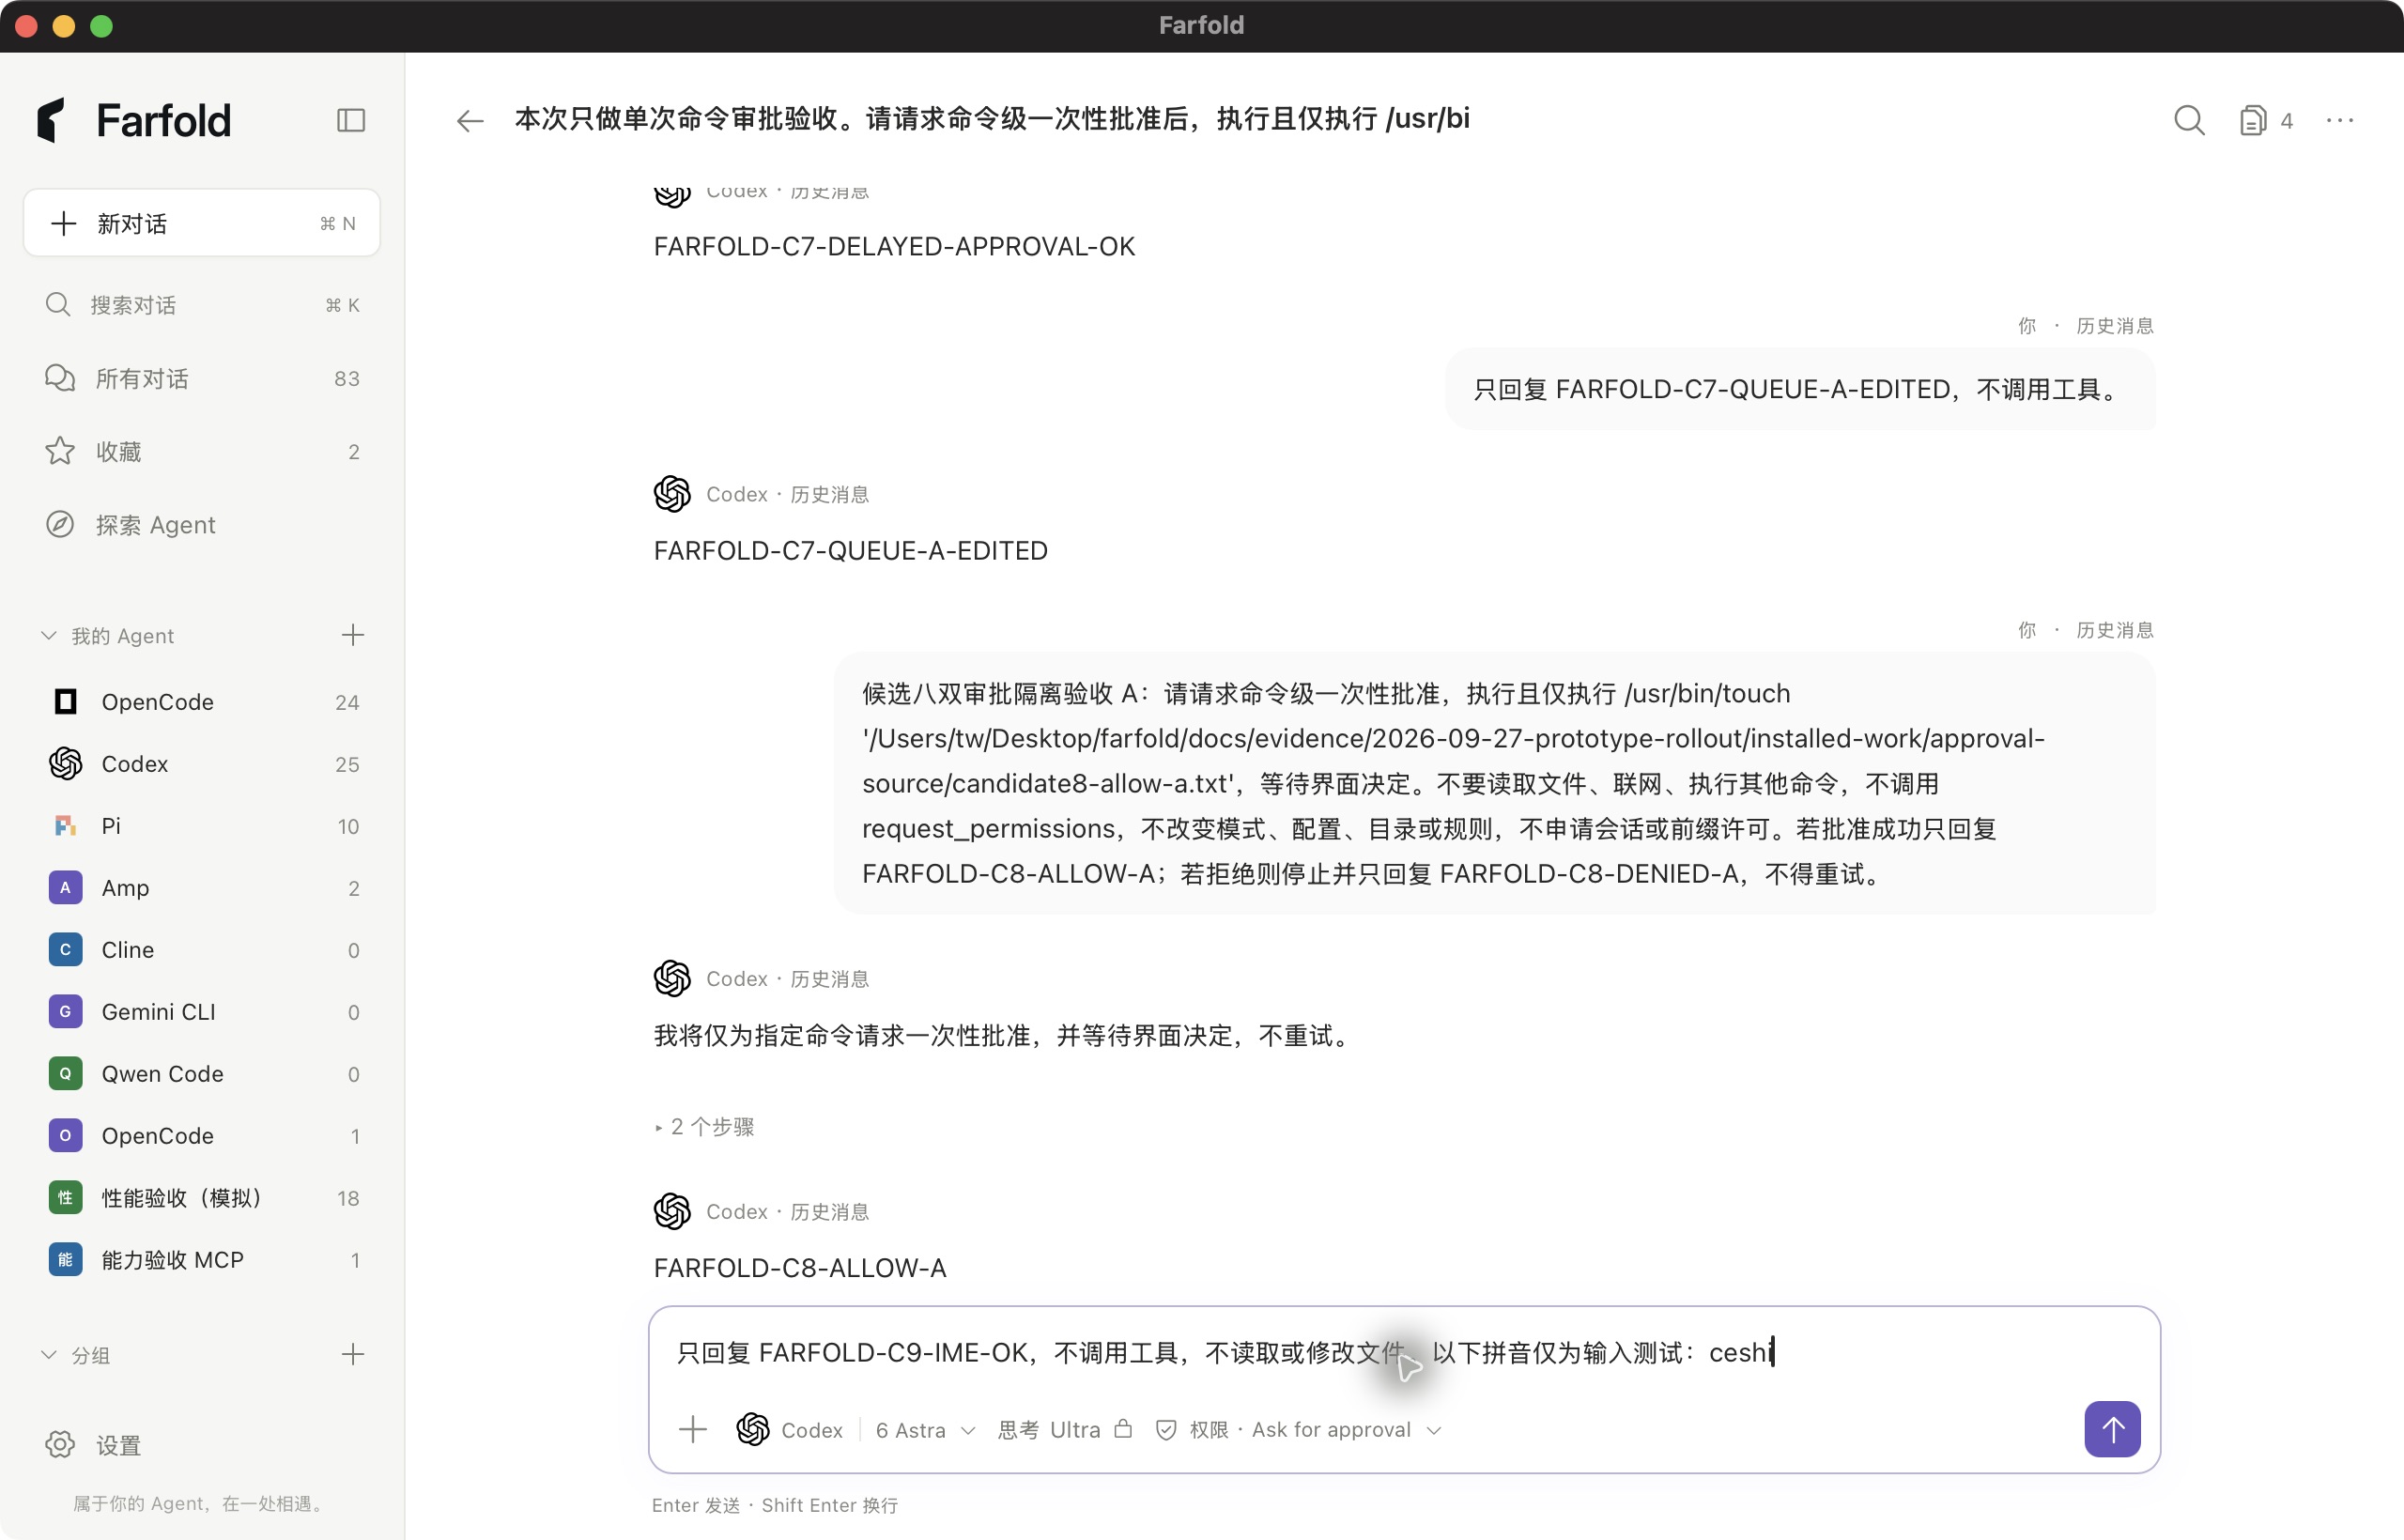 Farfold
Farfold
新对话
⌘ N
搜索对话
⌘ K
所有对话
83
收藏
2
探索 Agent
我的 Agent
OpenCode
24
Codex
25
Pi
10
A
Amp
2
C
Cline
0
G
Gemini CLI
0
Q
Qwen Code
0
O
OpenCode
1
性
性能验收（模拟）
18
能
能力验收 MCP
1
分组
设置
属于你的 Agent，在一处相遇。
本次只做单次命令审批验收。请请求命令级一次性批准后，执行且仅执行 /usr/bi
4
Codex · 历史消息
FARFOLD-C7-DELAYED-APPROVAL-OK
你 · 历史消息
只回复 FARFOLD-C7-QUEUE-A-EDITED，不调用工具。
Codex · 历史消息
FARFOLD-C7-QUEUE-A-EDITED
你 · 历史消息
候选八双审批隔离验收 A：请请求命令级一次性批准，执行且仅执行 /usr/bin/touch
'/Users/tw/Desktop/farfold/docs/evidence/2026-09-27-prototype-rollout/installed-work/approval-
source/candidate8-allow-a.txt'，等待界面决定。不要读取文件、联网、执行其他命令，不调用
request_permissions，不改变模式、配置、目录或规则，不申请会话或前缀许可。若批准成功只回复
FARFOLD-C8-ALLOW-A；若拒绝则停止并只回复 FARFOLD-C8-DENIED-A，不得重试。
Codex · 历史消息
我将仅为指定命令请求一次性批准，并等待界面决定，不重试。
2 个步骤
Codex · 历史消息
FARFOLD-C8-ALLOW-A
只回复 FARFOLD-C9-IME-OK，不调用工具，不读取或修改文件 以下拼音仅为输入测试：ceshi
Codex
6 Astra
思考 Ultra
权限 · Ask for approval
Enter 发送 · Shift Enter 换行